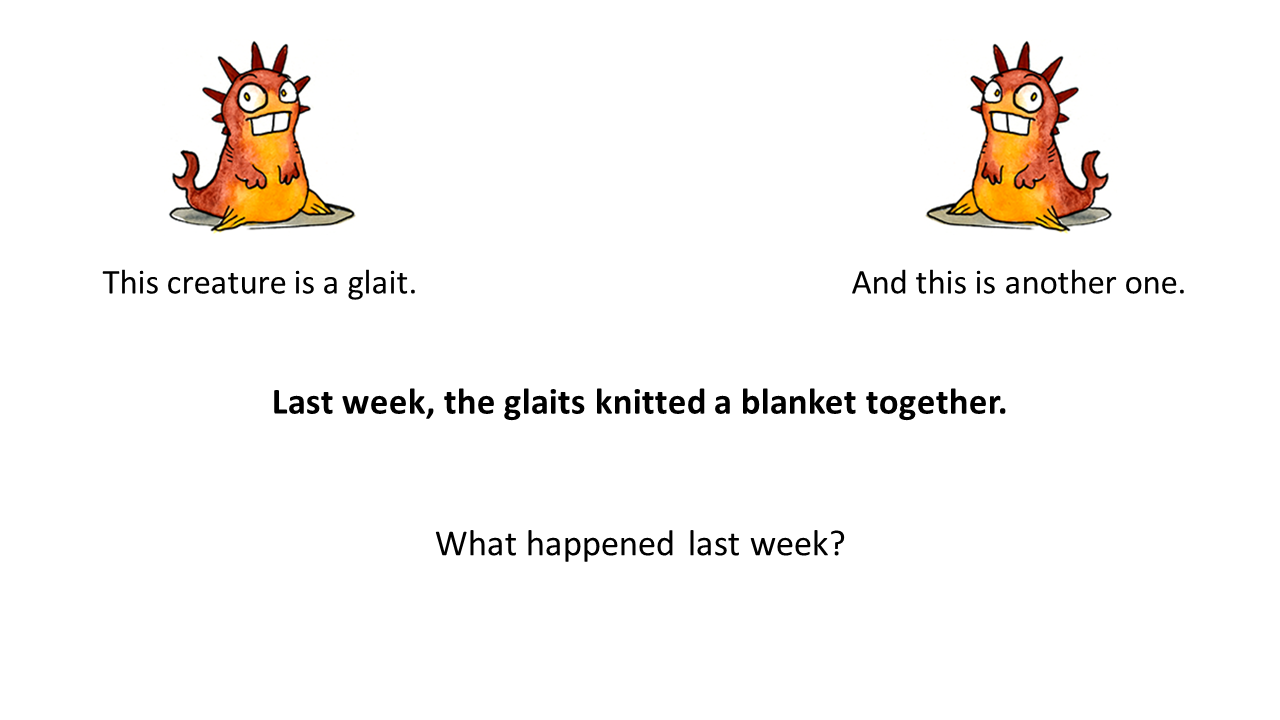 This creature is a glait.
And this is another one.
Last week, the glaits knitted a blanket together.
What happened last week?